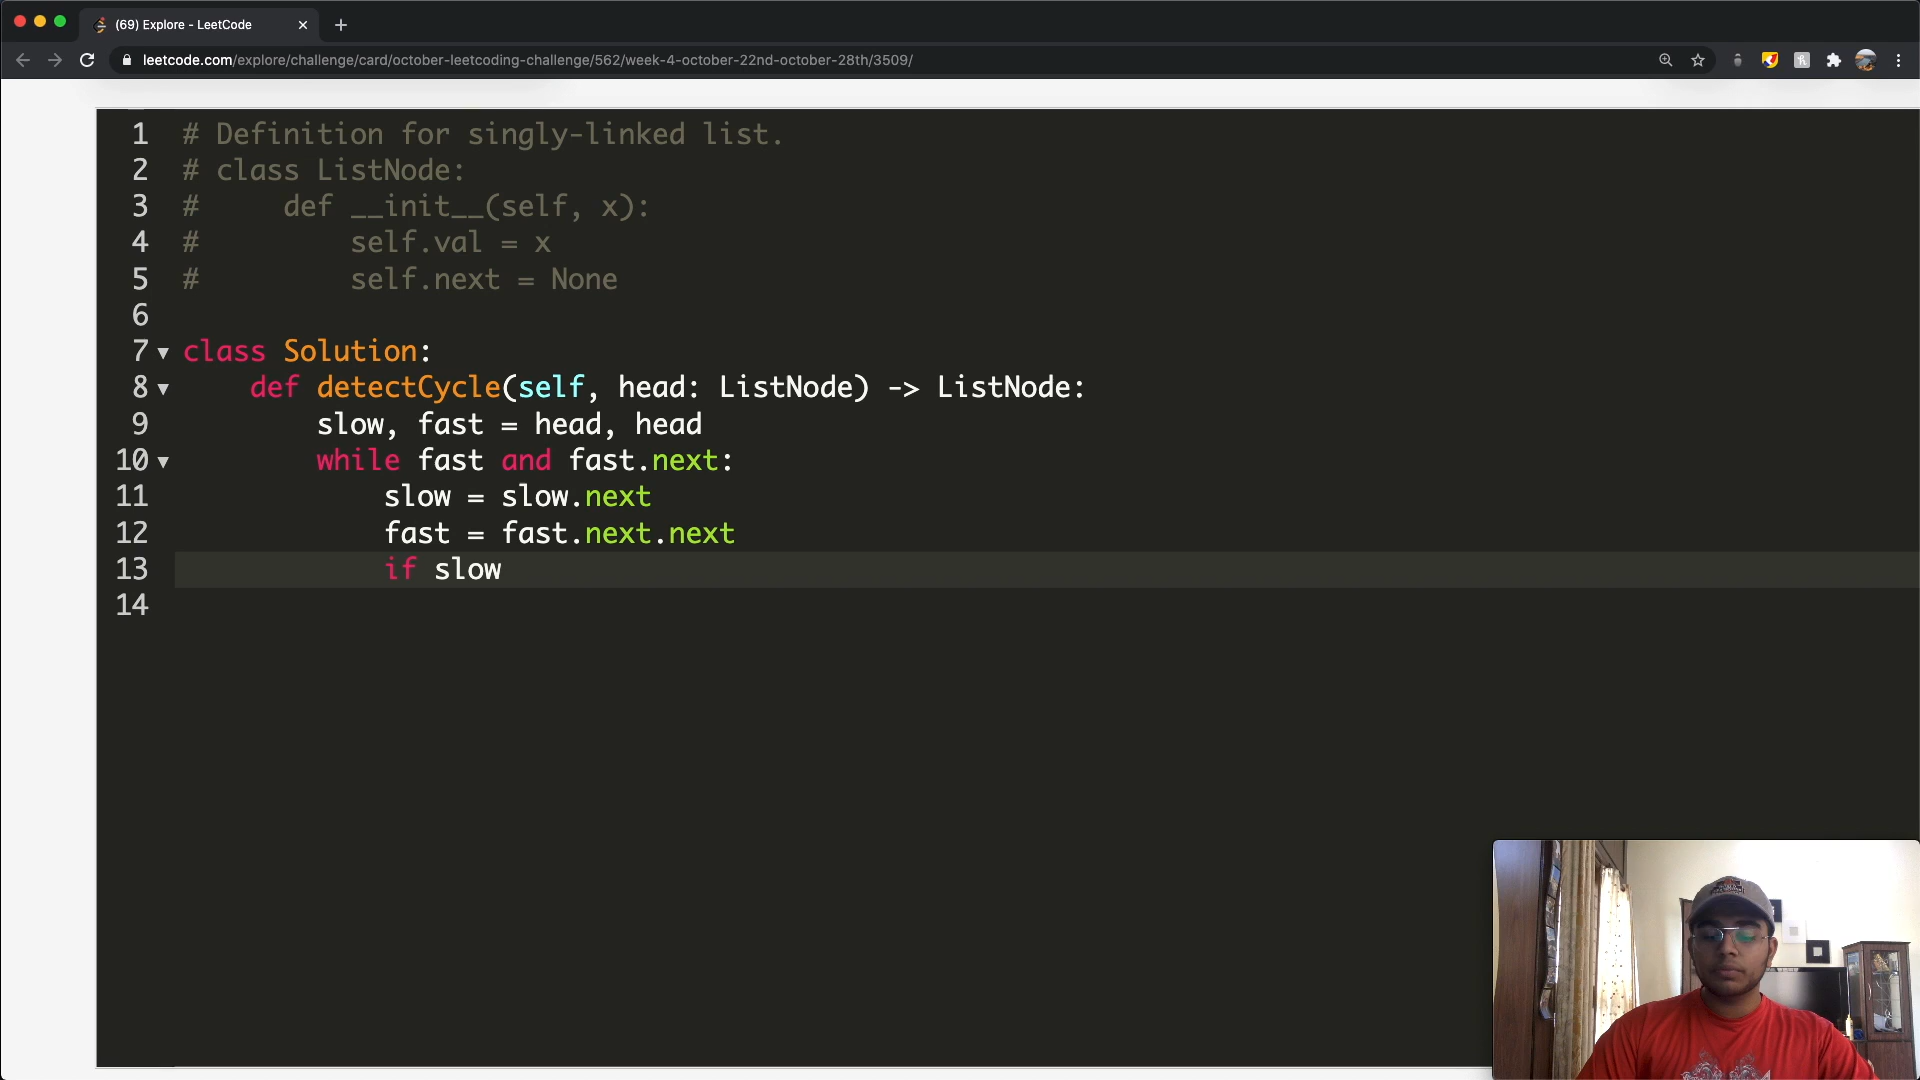 (69) Explore - LeetCode
leetcode.com/explore/challenge/card/october-leetcoding-challenge/562/week-4-october-22nd-october-28th/3509/
1 # Definition for singly-linked list.
2 # class ListNode:
3 #     def __init__(self, x):
4 #         self.val = x
5 #         self.next = None
6
7 class Solution:
8     def detectCycle(self, head: ListNode) -> ListNode:
9         slow, fast = head, head
10         while fast and fast.next:
11             slow = slow.next
12             fast = fast.next.next
13             if slow
14